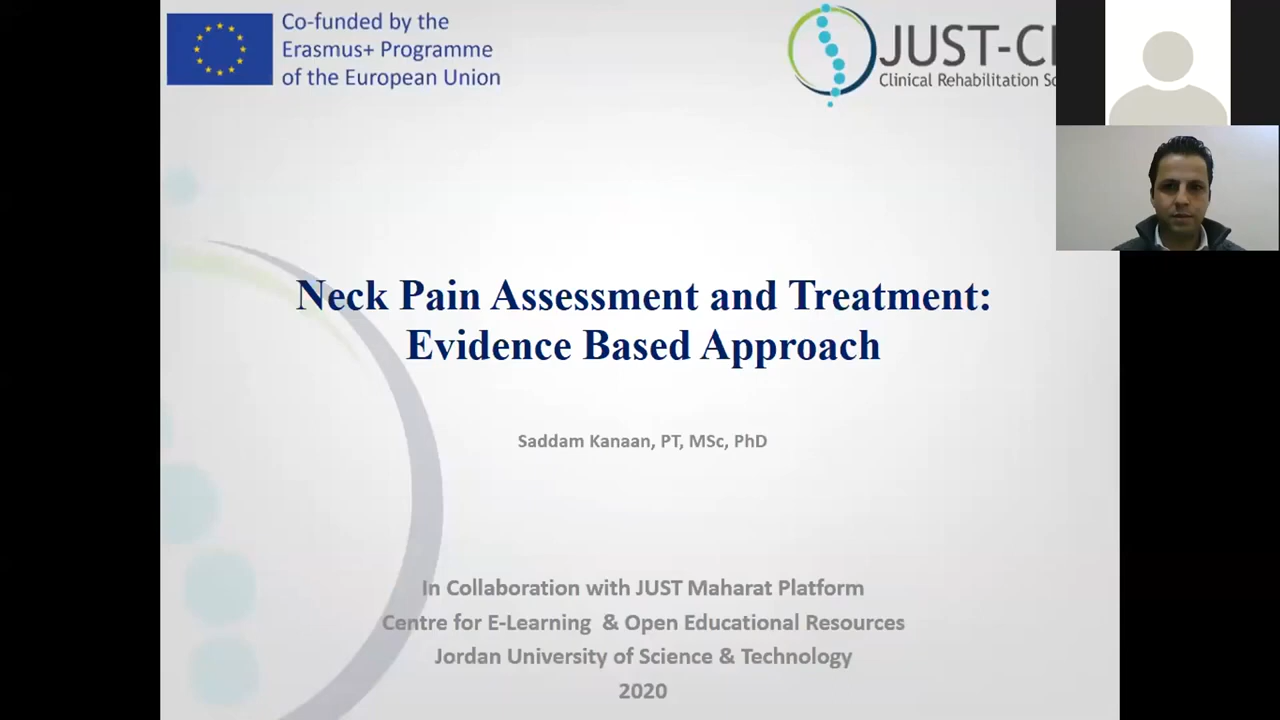 Co-funded by the
Erasmus+ Programme
of the European Union
JUST-C
Clinical Rehabilitation
Neck Pain Assessment and Treatment:
Evidence Based Approach
Saddam Kanaan, PT, MSc, PhD
In Collaboration with JUST Maharat Platform
Centre for E-Learning & Open Educational Resources
Jordan University of Science & Technology
2020